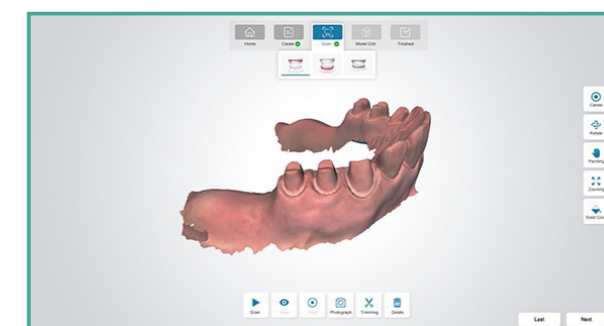 Home
Create
Scan
Model Edit
Finished
Center
Rotate
Panning
Zooming
Scan
Photograph
Trimming
Delete
Last
Next